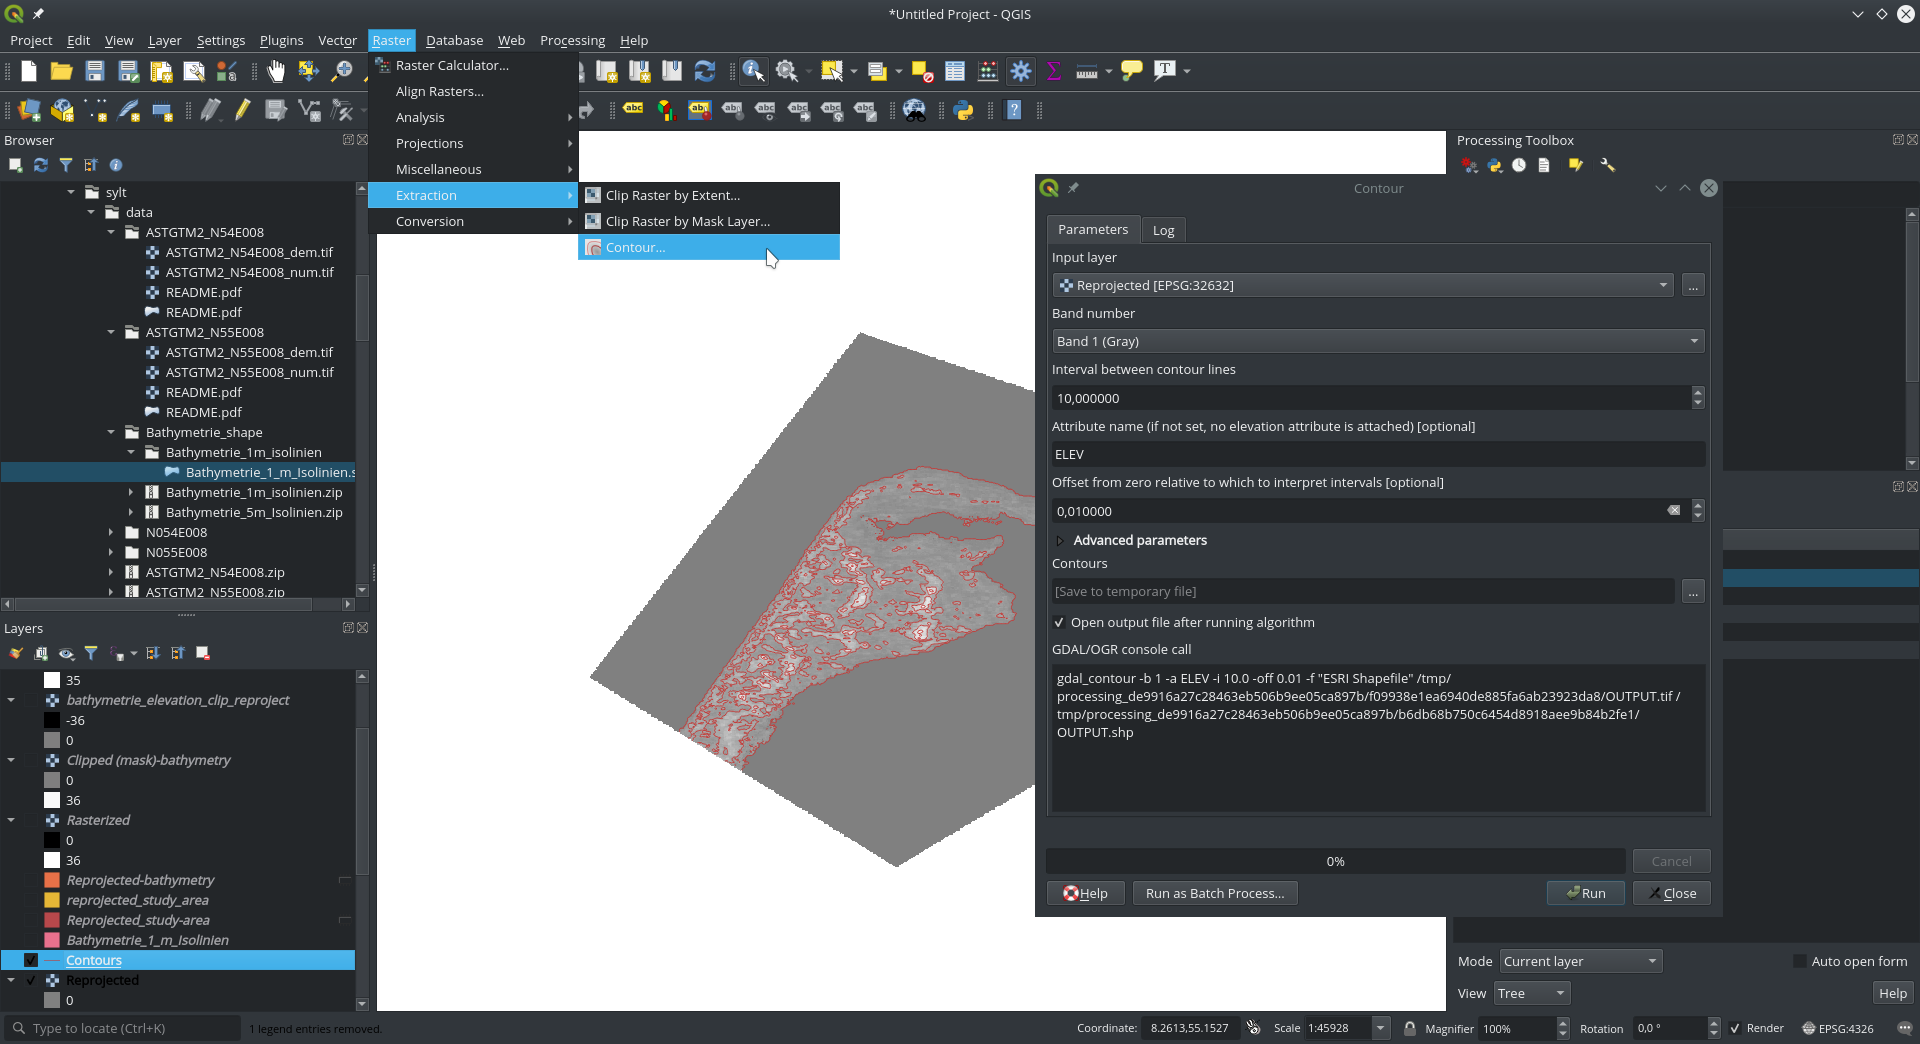 *Untitled Project - QGIS
Project Edit View Layer Settings Plugins Vector Raster Database Web Processing Help
Raster Calculator...
Align Rasters...
Analysis
Projections
Miscellaneous
Extraction
Conversion
Clip Raster by Extent...
Clip Raster by Mask Layer...
Contour...
abc abc abc abc abc abc abc
Browser
sylt
data
ASTGTM2_N54E008
ASTGTM2_N54E008_dem.tif
ASTGTM2_N54E008_num.tif
README.pdf
README.pdf
ASTGTM2_N55E008
ASTGTM2_N55E008_dem.tif
ASTGTM2_N55E008_num.tif
README.pdf
README.pdf
Bathymetrie_shape
Bathymetrie_1m_isolinien
Bathymetrie_1_m_Isolinien.s
Bathymetrie_1m_isolinien.zip
Bathymetrie_5m_Isolinien.zip
N054E008
N055E008
ASTGTM2_N54E008.zip
ASTGTM2_N55E008.zip
Layers
35
bathymetrie_elevation_clip_reproject
-36
0
Clipped (mask)-bathymetry
0
36
Rasterized
0
36
Reprojected-bathymetry
reprojected_study_area
Reprojected_study-area
Bathymetrie_1_m_Isolinien
Contours
Reprojected
0
Processing Toolbox
Contour
Parameters Log
Input layer
Reprojected [EPSG:32632] ...
Band number
Band 1 (Gray)
Interval between contour lines
10,000000
Attribute name (if not set, no elevation attribute is attached) [optional]
ELEV
Offset from zero relative to which to interpret intervals [optional]
0,010000
Advanced parameters
Contours
[Save to temporary file] ...
Open output file after running algorithm
GDAL/OGR console call
gdal_contour -b 1 -a ELEV -i 10.0 -off 0.01 -f "ESRI Shapefile" /tmp/
processing_de9916a27c28463eb506b9ee05ca897b/f09938e1ea6940de885fa6ab23923da8/OUTPUT.tif /
tmp/processing_de9916a27c28463eb506b9ee05ca897b/b6db68b750c6454d8918aee9b84b2fe1/
OUTPUT.shp
0% Cancel
Help Run as Batch Process... Run Close
Mode Current layer Auto open form
View Tree Help
Type to locate (Ctrl+K) 1 legend entries removed. Coordinate: 8.2613,55.1527 Scale 1:45928 Magnifier 100% Rotation 0,0 ° Render EPSG:4326